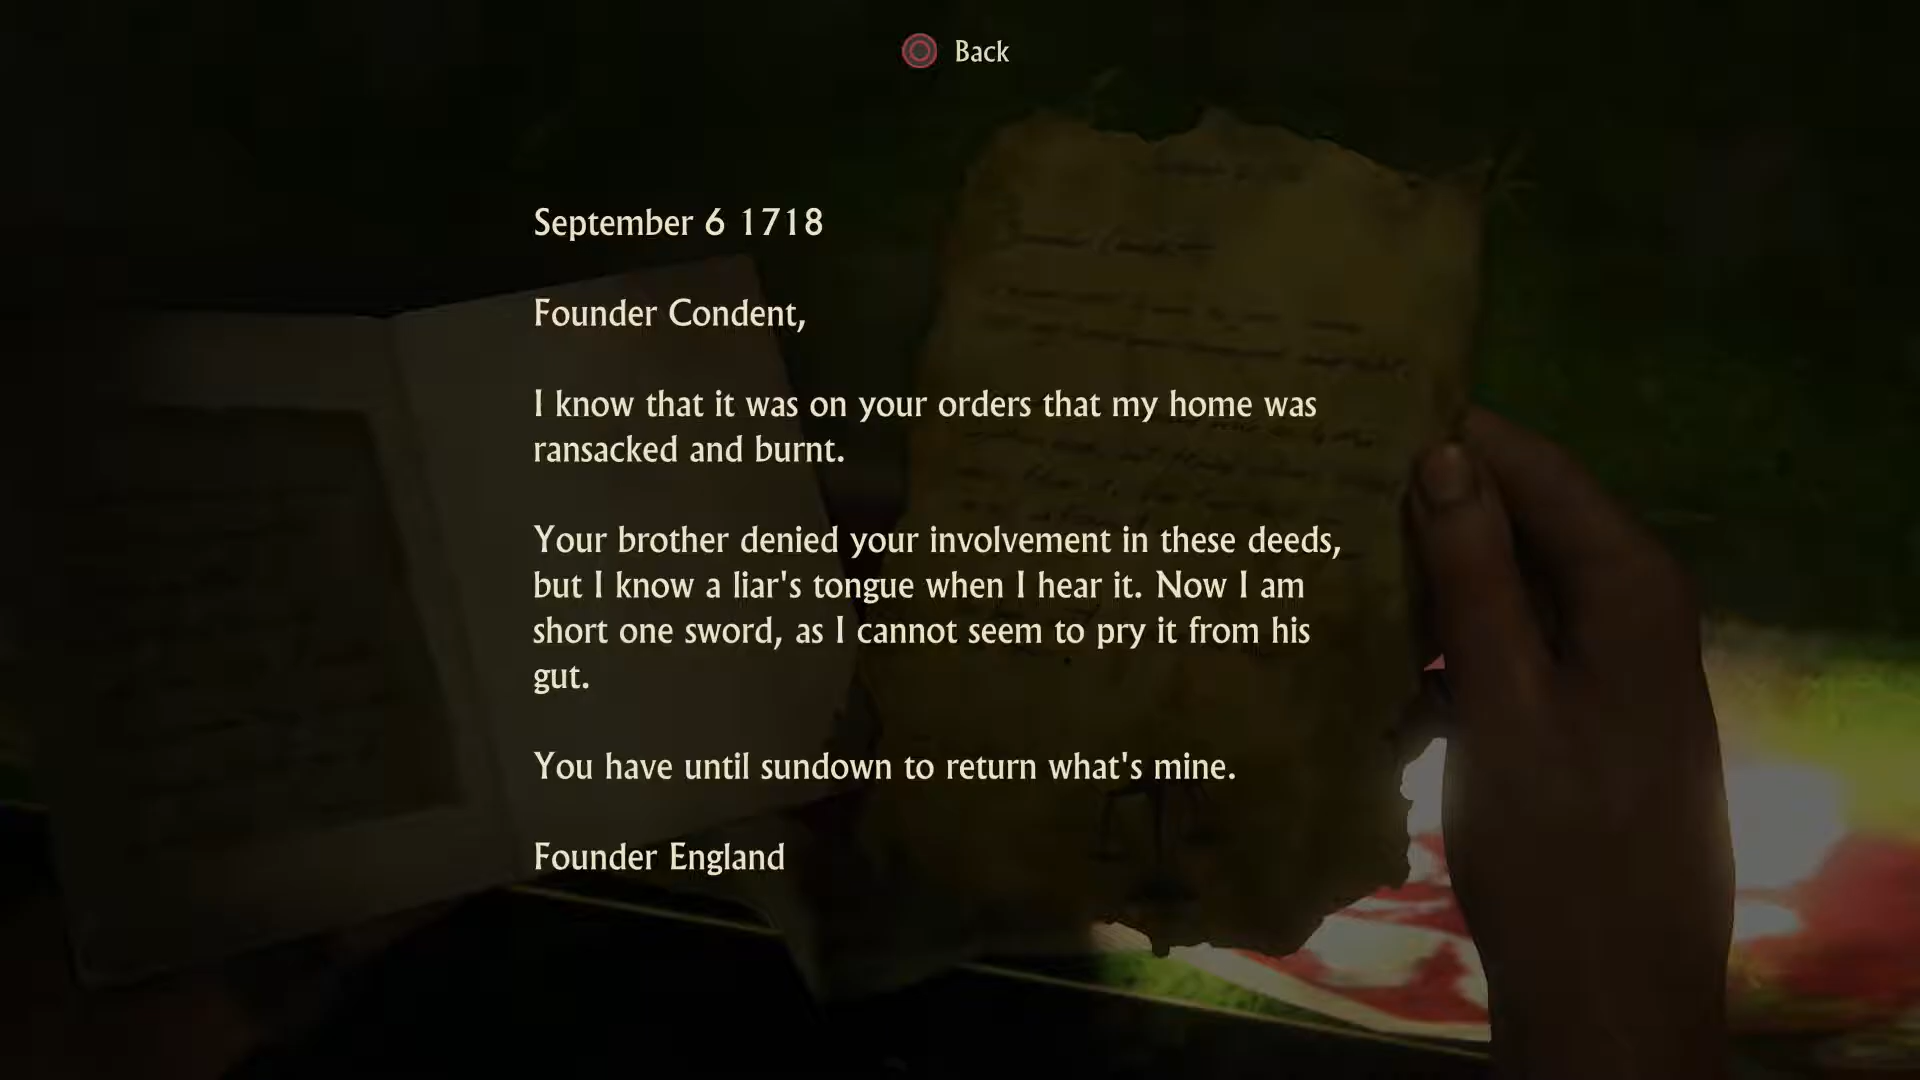 Back
September 6 1718
Founder Condent,
I know that it was on your orders that my home was
ransacked and burnt.
Your brother denied your involvement in these deeds,
but I know a liar's tongue when I hear it. Now I am
short one sword, as I cannot seem to pry it from his
gut.
You have until sundown to return what's mine.
Founder England